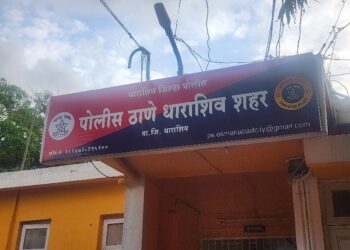 धाराशिव जिल्हा पोलीस
पोलीस ठाणे धाराशिव शहर
ता. जि. धाराशिव
ps.osmanabadcity@gmail.com